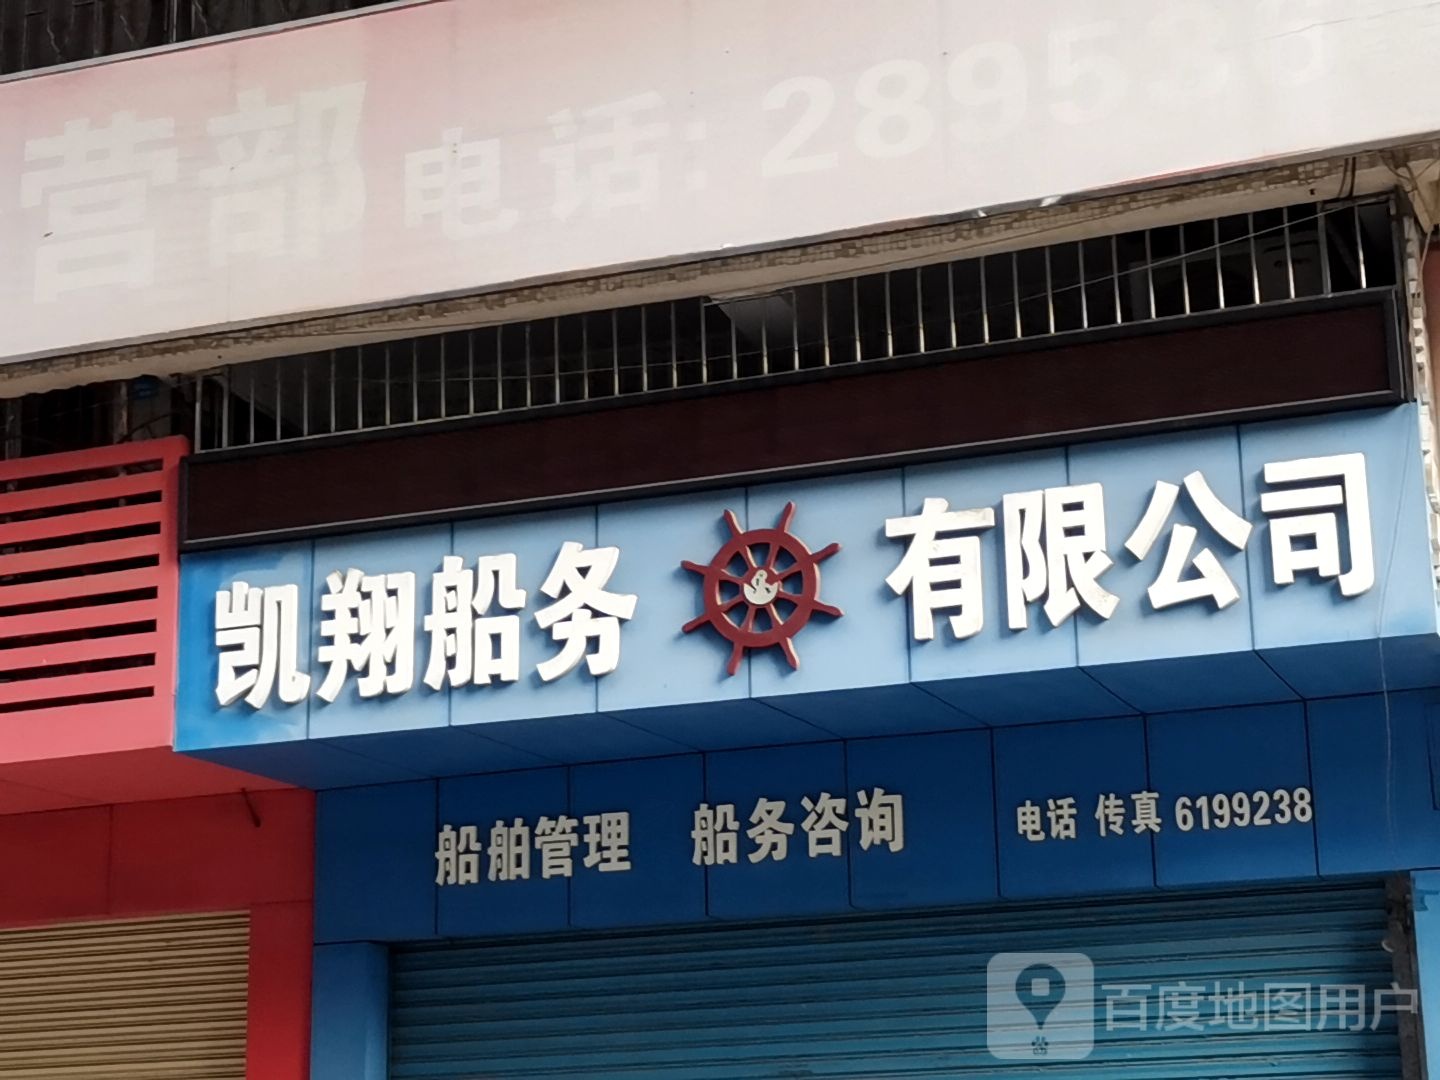 营部 电话: 289536
凯翔船务 有限公司
船舶管理 船务咨询 电话 传真 6199238
百度地图用户